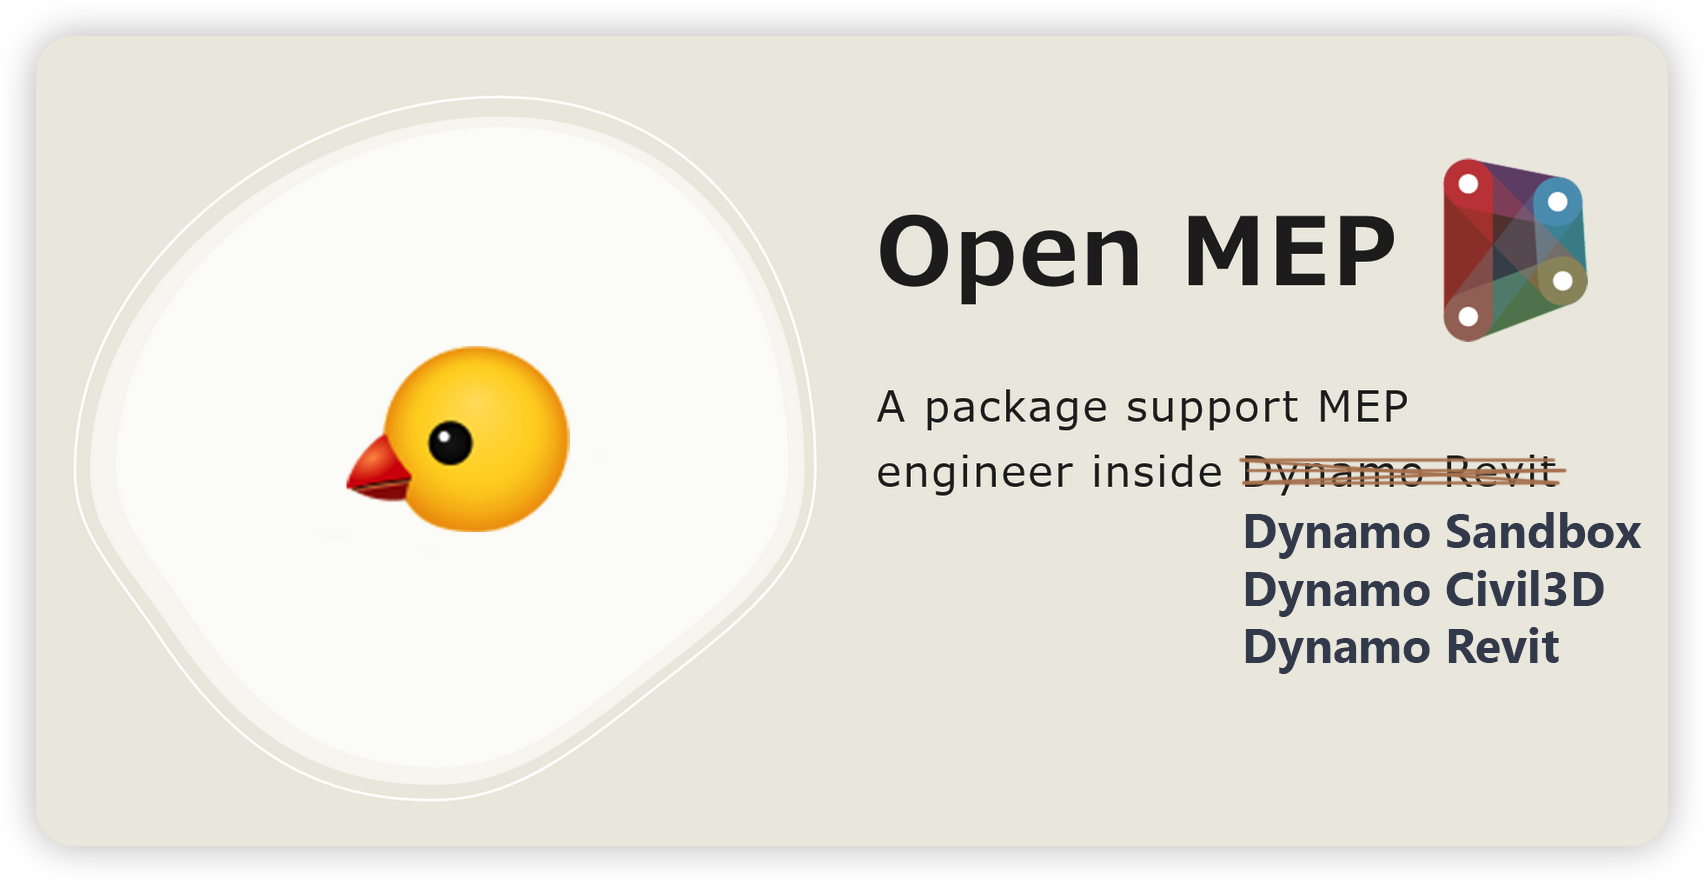 Open MEP
A package support MEP
engineer inside Dynamo Revit
Dynamo Sandbox
Dynamo Civil3D
Dynamo Revit